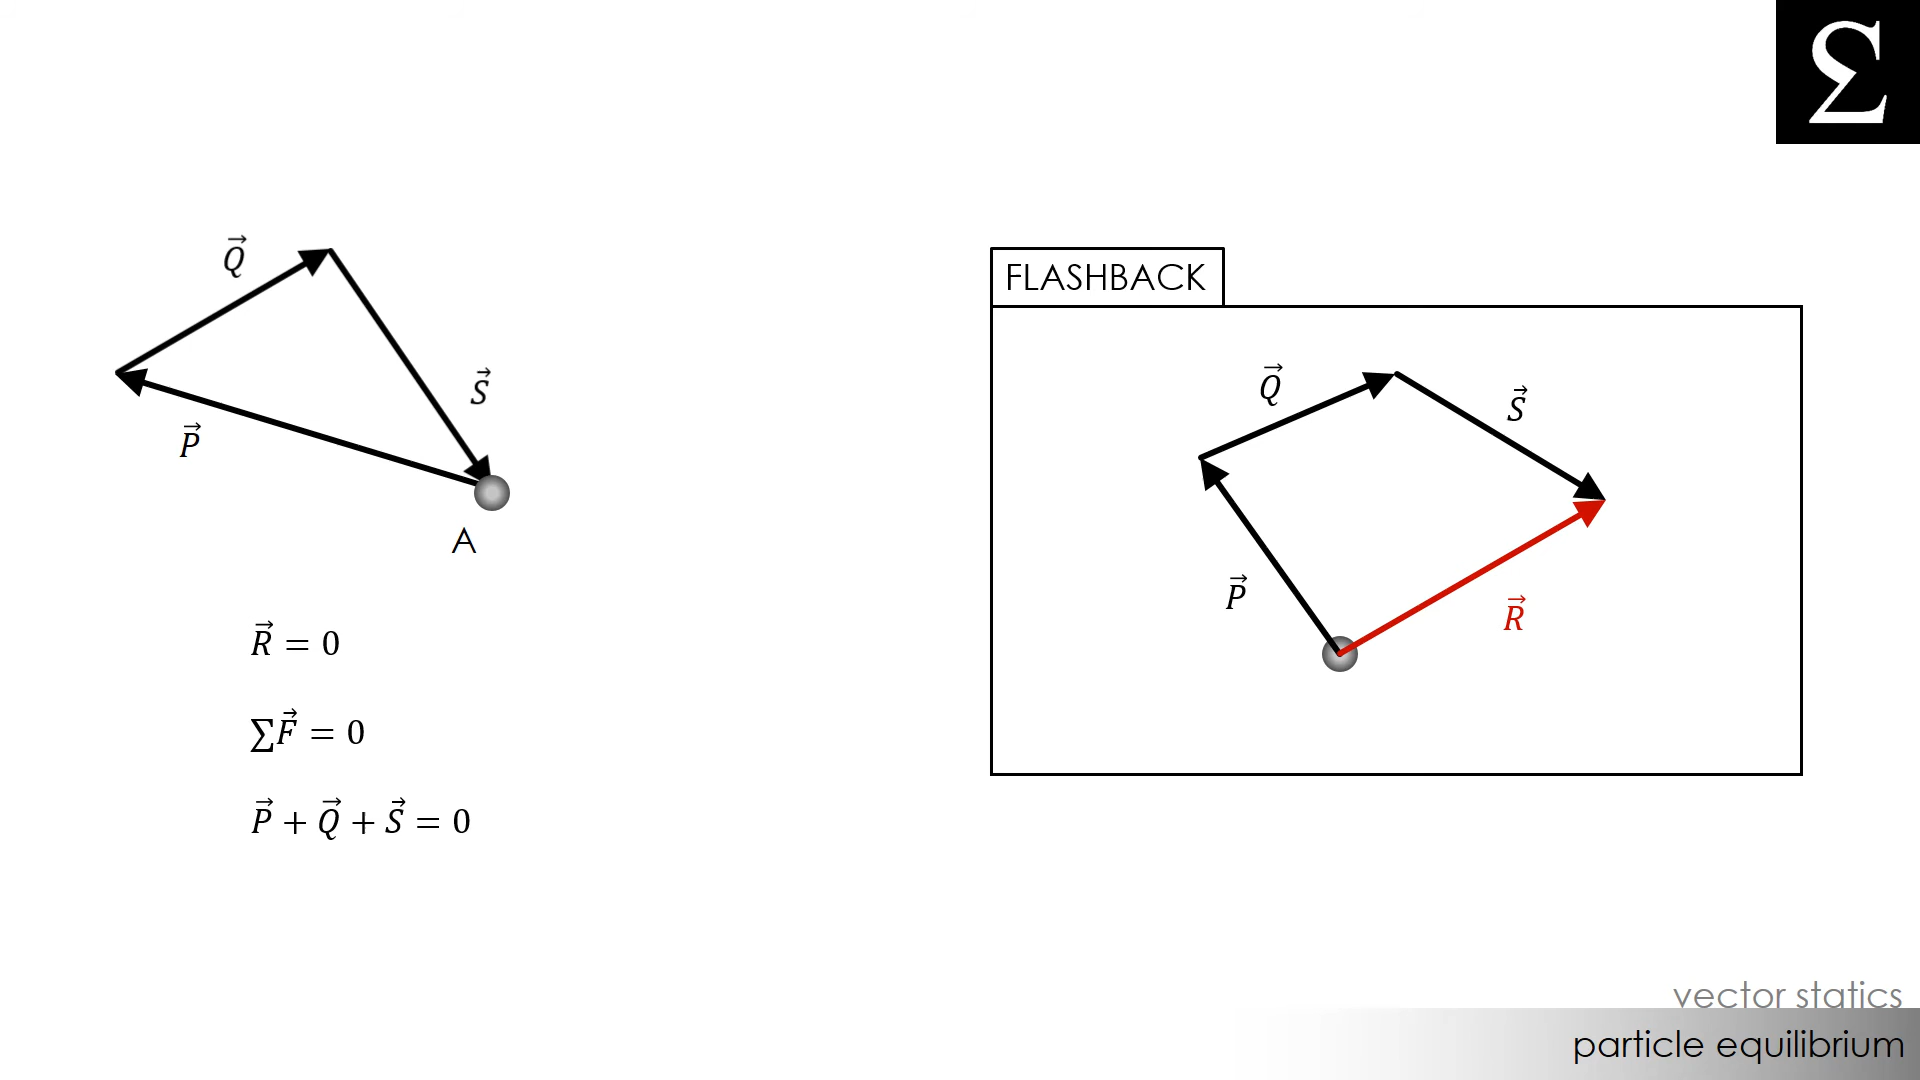 Σ
Q⃗
S⃗
P⃗
A
R⃗ = 0
∑F⃗ = 0
P⃗ + Q⃗ + S⃗ = 0
FLASHBACK
Q⃗
S⃗
P⃗
R⃗
vector statics
particle equilibrium